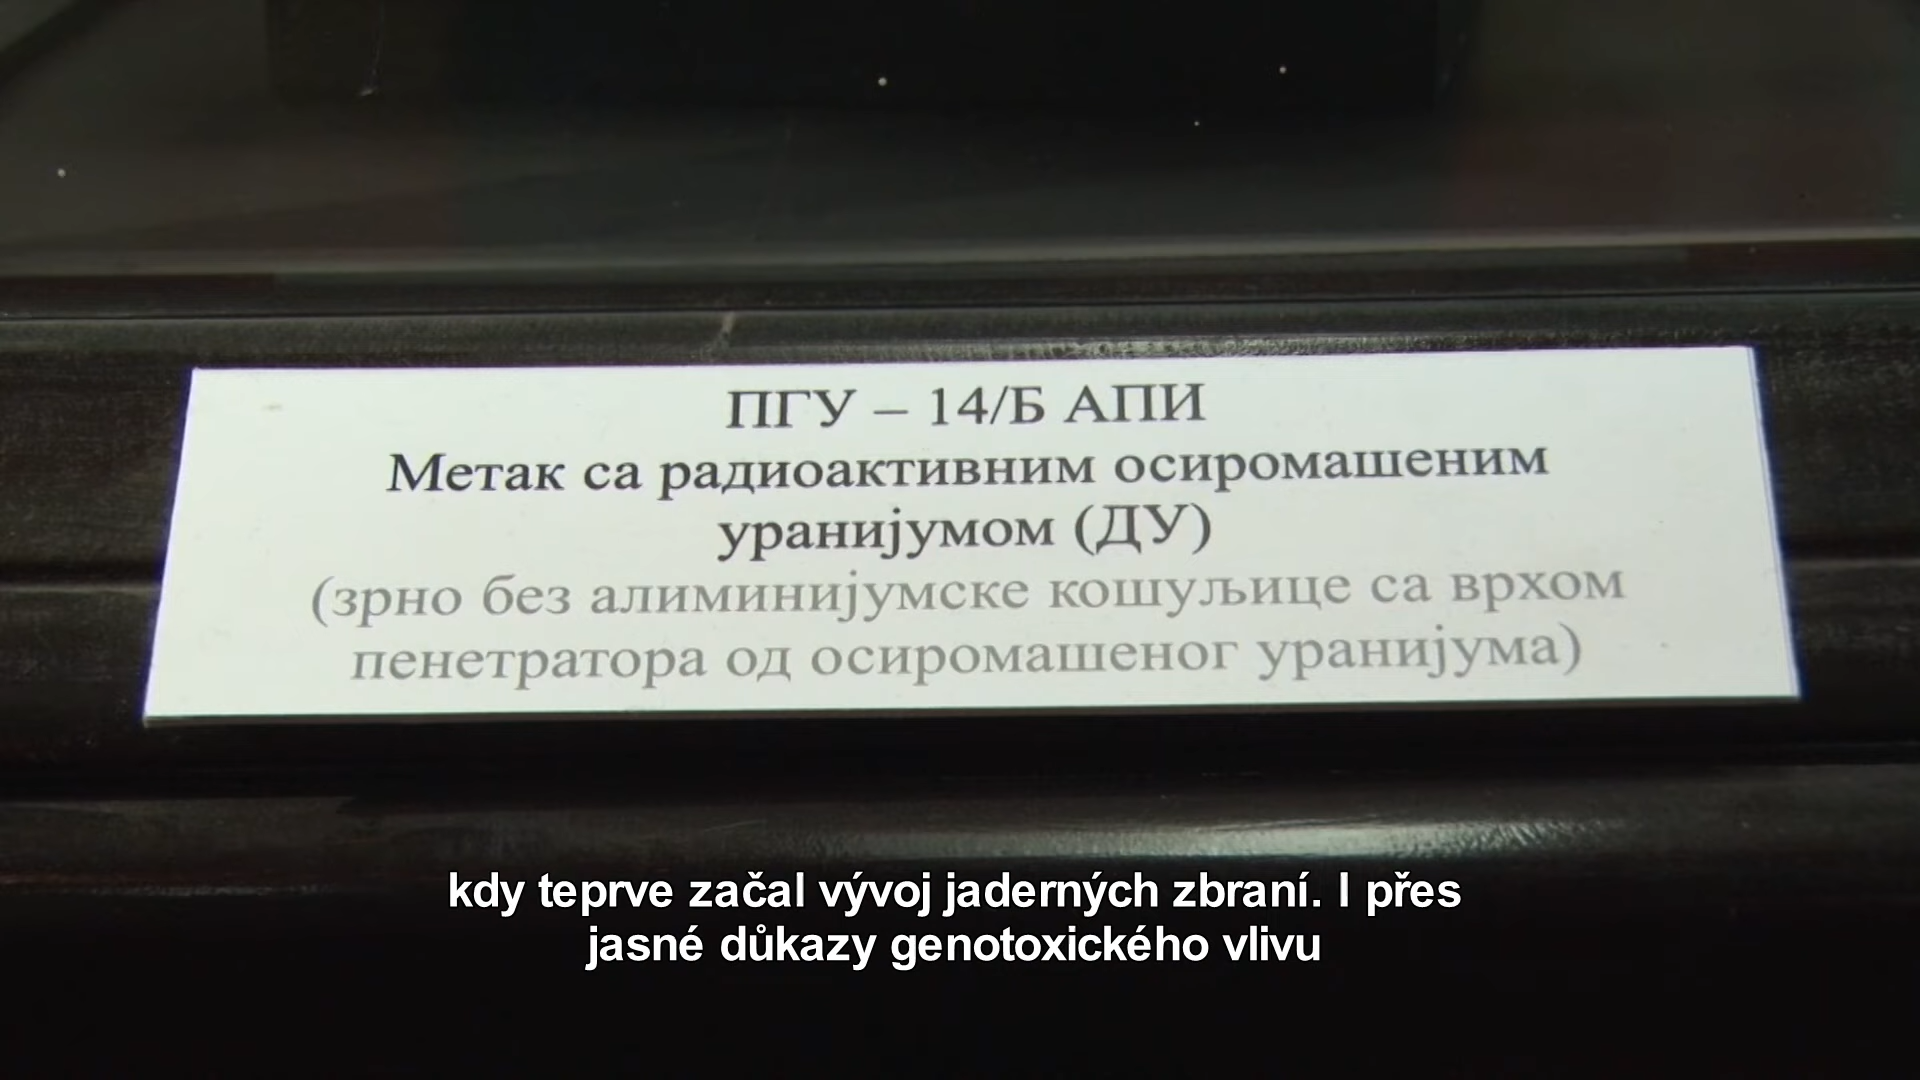 ПГУ – 14/Б АПИ
Метак са радиоактивним осиромашеним
уранијумом (ДУ)
(зрно без алиминијумске кошуљице са врхом
пенетратора од осиромашеног уранијума)
kdy teprve začal vývoj jaderných zbraní. I přes
jasné důkazy genotoxického vlivu